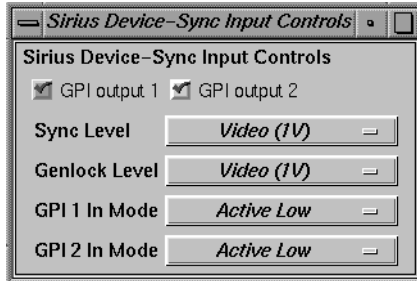 Sirius Device-Sync Input Controls
Sirius Device-Sync Input Controls
GPI output 1 GPI output 2
Sync Level Video (1V)
Genlock Level Video (1V)
GPI 1 In Mode Active Low
GPI 2 In Mode Active Low